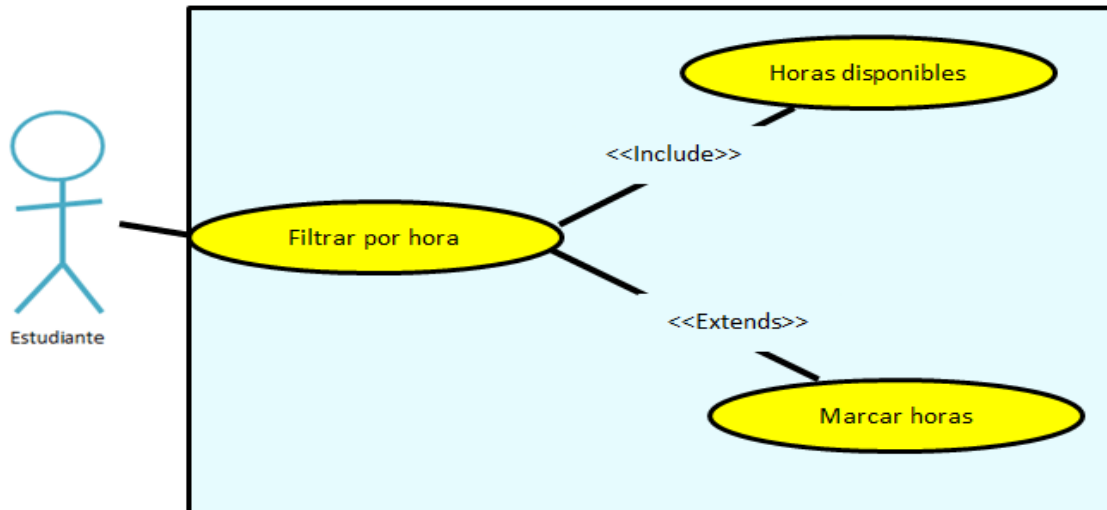 Horas disponibles
<<Include>>
Filtrar por hora
<<Extends>>
Estudiante
Marcar horas